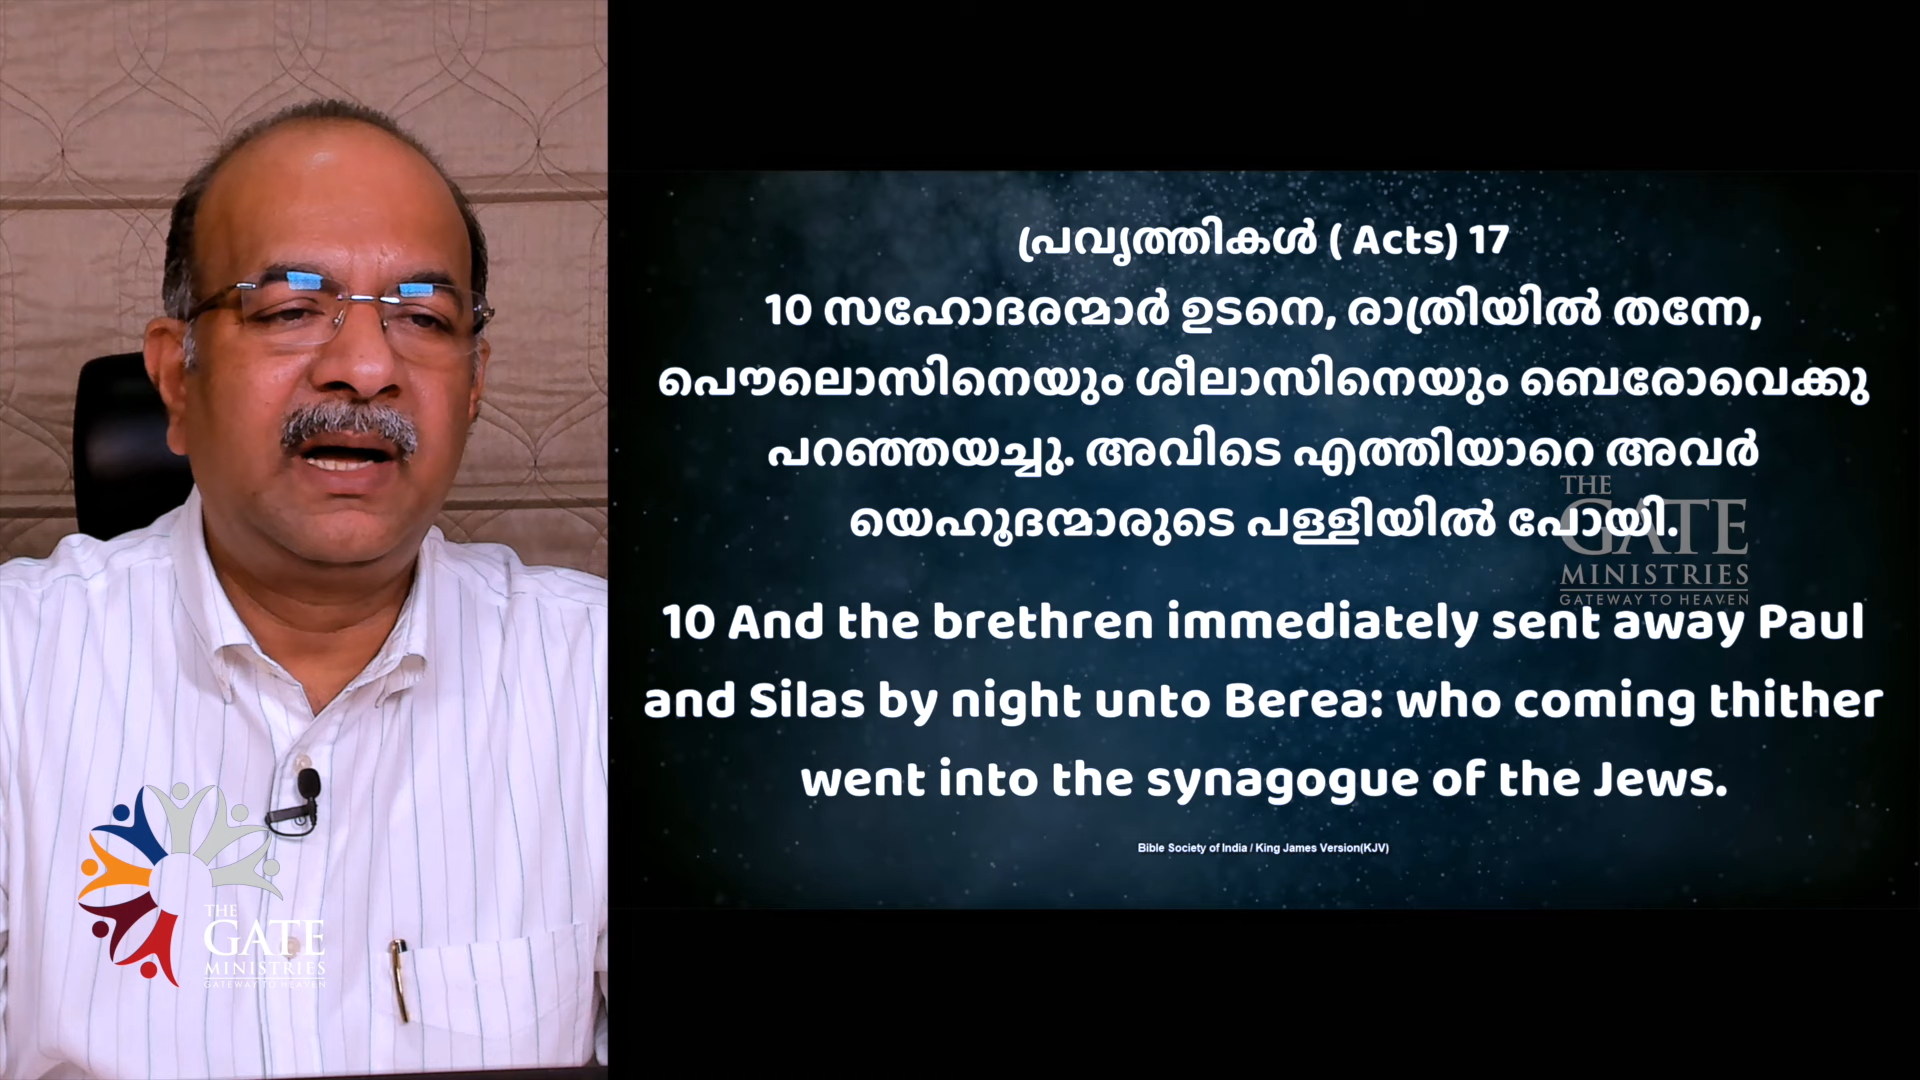 പ്രവൃത്തികൾ ( Acts) 17
10 സഹോദരന്മാർ ഉടനെ, രാത്രിയിൽ തന്നേ,
പൌലൊസിനെയും ശീലാസിനെയും ബെരോവെക്കു
പറഞ്ഞയച്ചു. അവിടെ എത്തിയാറെ അവർ
യെഹൂദന്മാരുടെ പള്ളിയിൽ പോയി.
THE
GATE
MINISTRIES
GATEWAY TO HEAVEN
10 And the brethren immediately sent away Paul
and Silas by night unto Berea: who coming thither
went into the synagogue of the Jews.
Bible Society of India / King James Version(KJV)
THE
GATE
MINISTRIES
GATEWAY TO HEAVEN